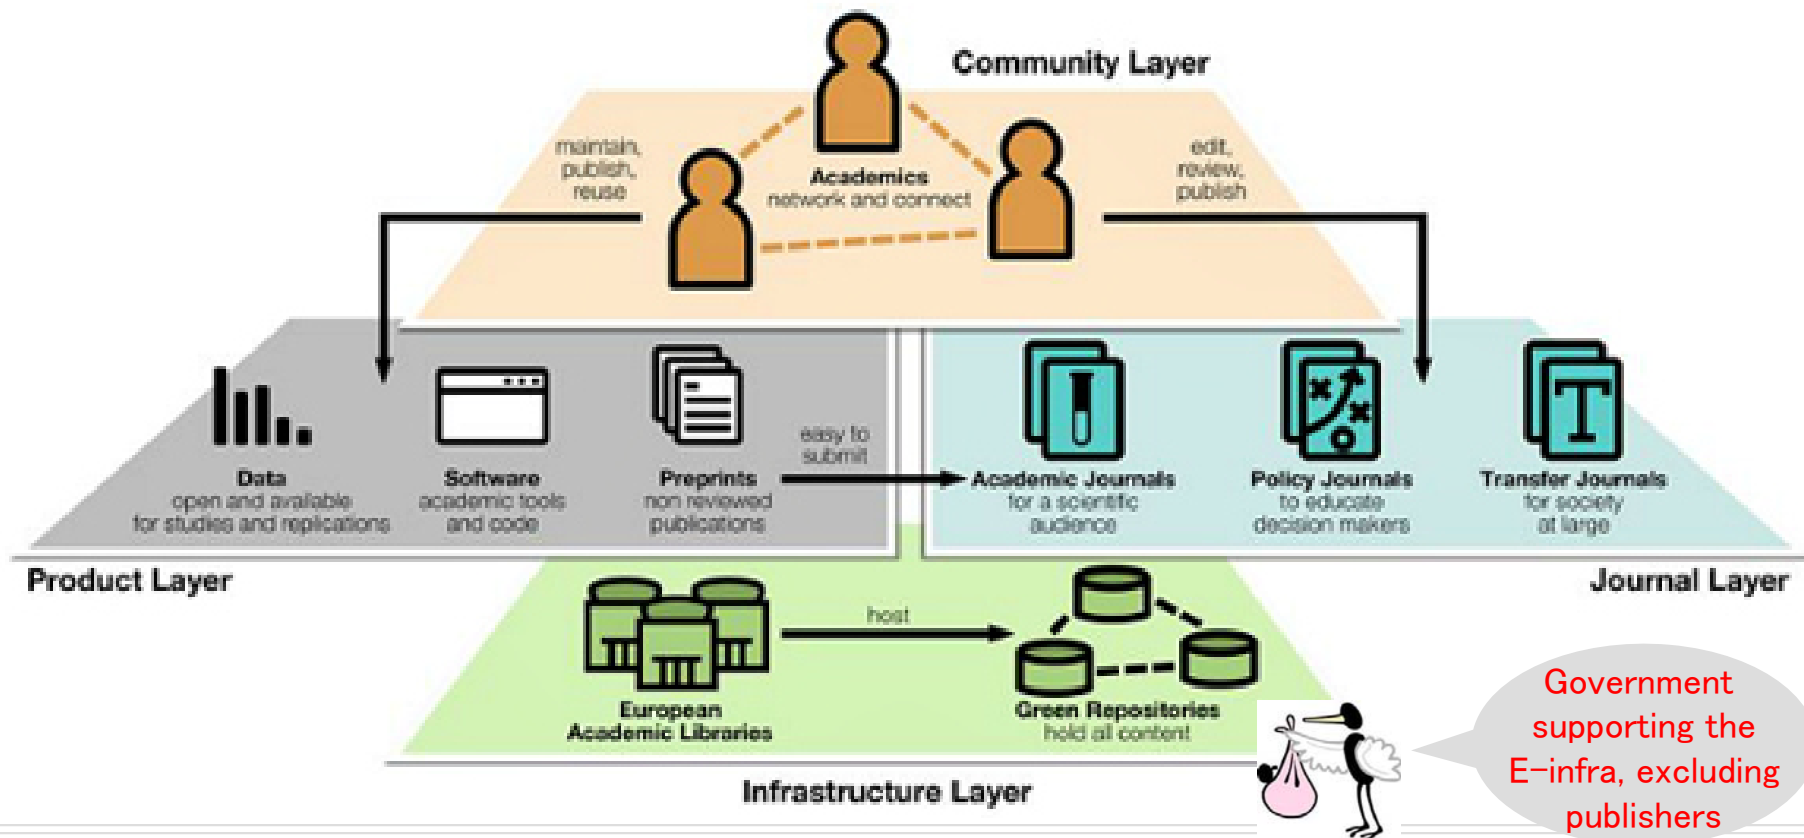 Community Layer
maintain,
publish,
reuse
Academics
network and connect
edit,
review,
publish
Data
open and available
for studies and replications
Software
academic tools
and code
Preprints
non reviewed
publications
easy to
submit
Academic Journals
for a scientific
audience
Policy Journals
to educate
decision makers
Transfer Journals
for society
at large
T
Product Layer
Journal Layer
European
Academic Libraries
host
Green Repositories
hold all content
Infrastructure Layer
Government
supporting the
E-infra, excluding
publishers